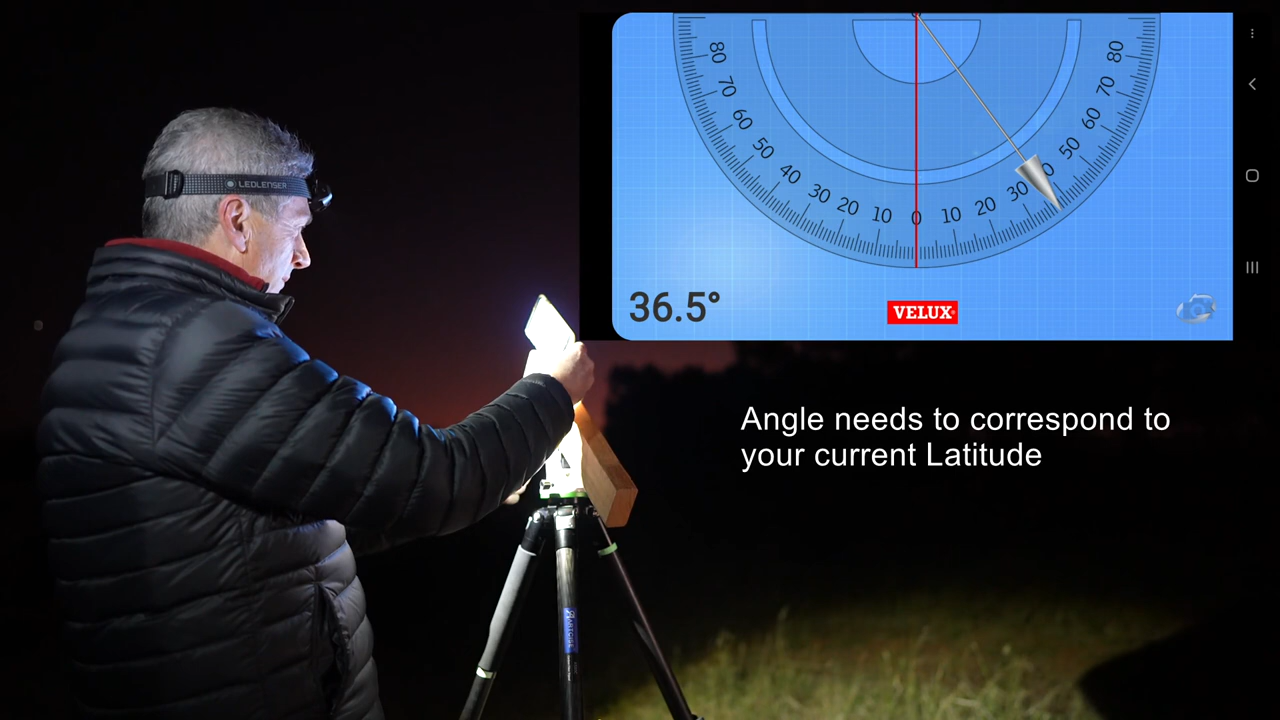 80 80
70 70
60 60
50 50
40
30 30
20 20
10 0 10
36.5°
VELUX
LEDLENSER
Angle needs to correspond to
your current Latitude